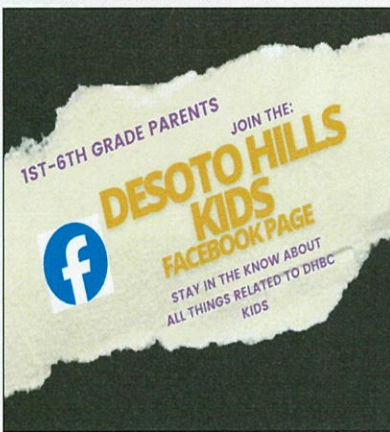 1ST-6TH GRADE PARENTS
JOIN THE:
DESOTO HILLS
KIDS
FACEBOOK PAGE
STAY IN THE KNOW ABOUT
ALL THINGS RELATED TO DHBC
KIDS